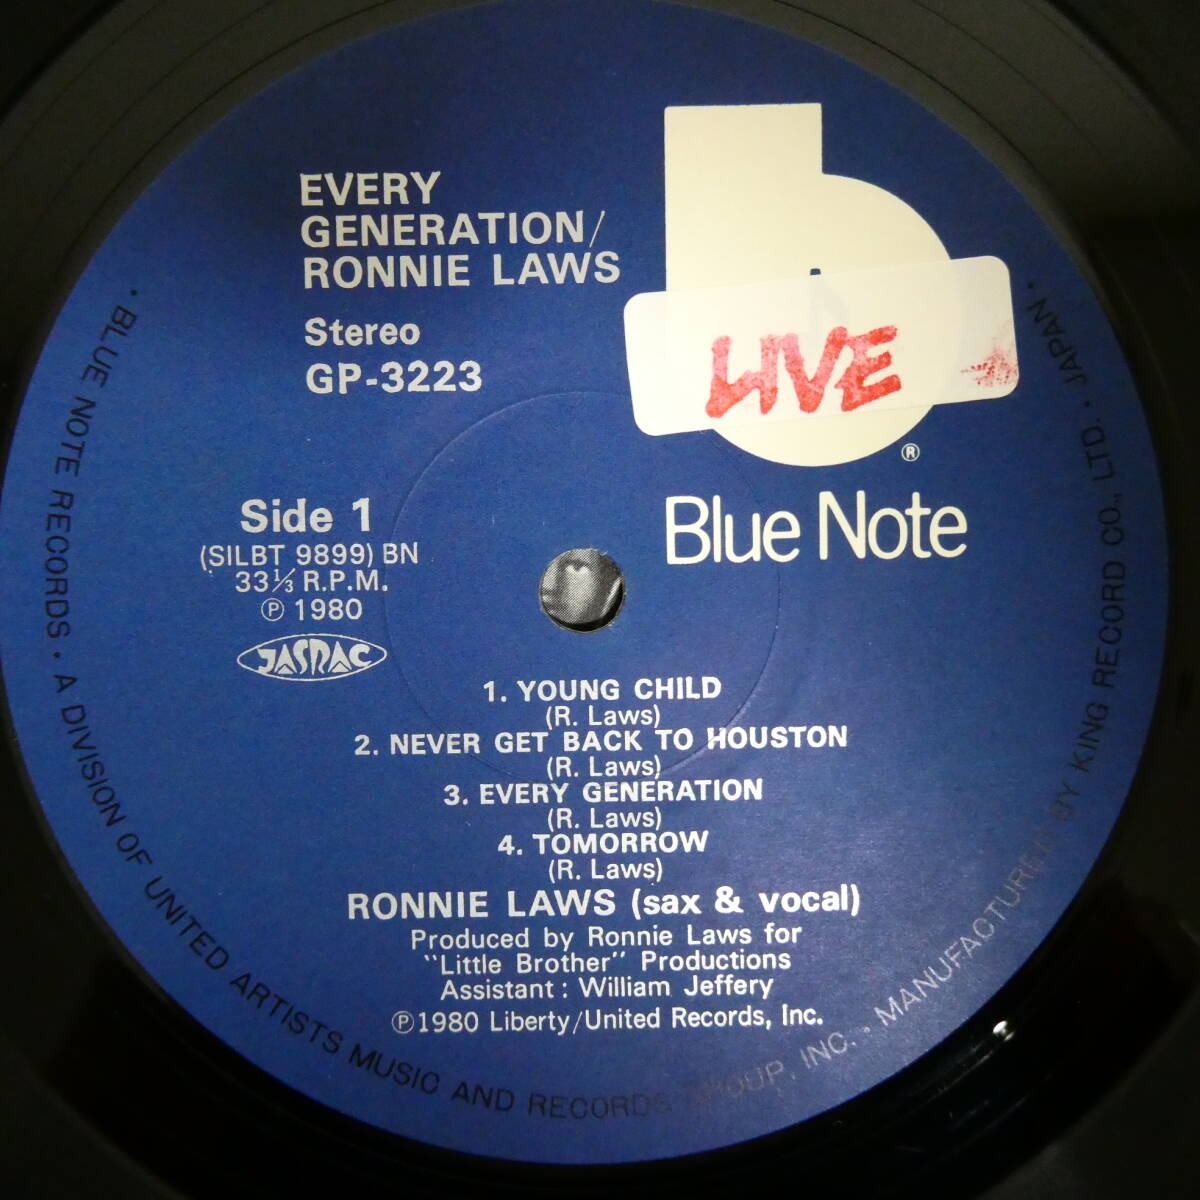 EVERY
GENERATION/
RONNIE LAWS
Stereo
GP-3223
LIVE
®
Blue Note
Side 1
(SILBT 9899) BN
33⅓ R.P.M.
℗ 1980
JASRAC
1. YOUNG CHILD
(R. Laws)
2. NEVER GET BACK TO HOUSTON
(R. Laws)
3. EVERY GENERATION
(R. Laws)
4. TOMORROW
(R. Laws)
RONNIE LAWS (sax & vocal)
Produced by Ronnie Laws for
"Little Brother" Productions
Assistant: William Jeffery
℗1980 Liberty/United Records, Inc.
· BLUE NOTE RECORDS · A DIVISION OF UNITED ARTISTS MUSIC AND RECORDS GROUP, INC. · MANUFACTURED BY KING RECORD CO., LTD. · JAPAN ·